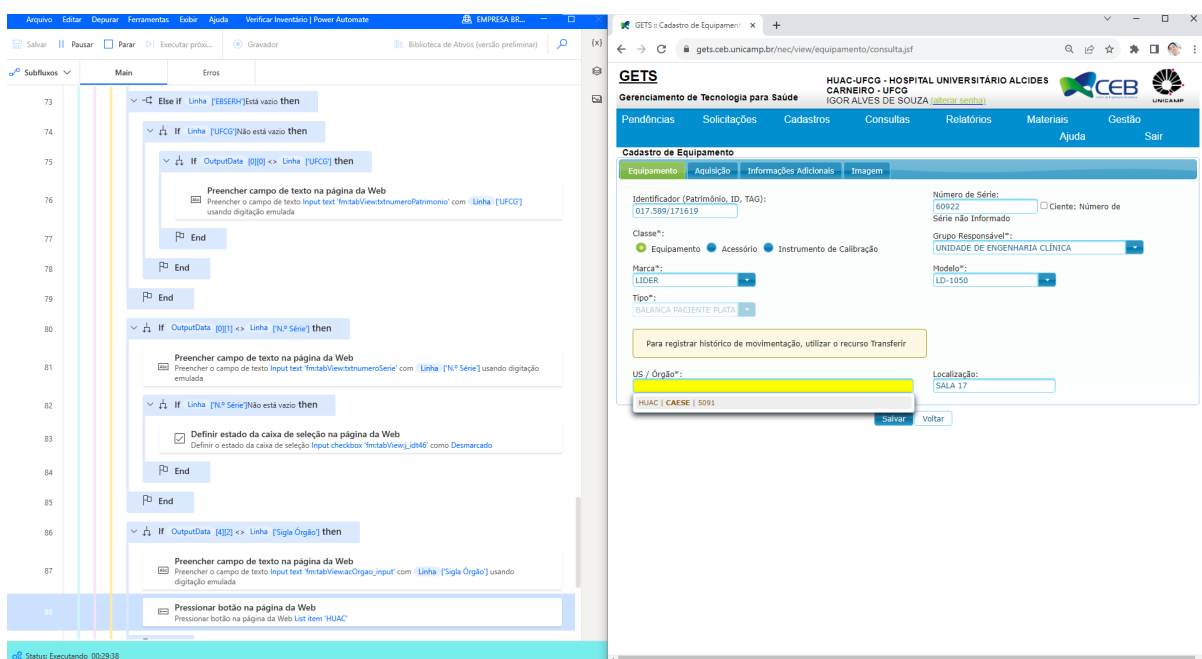 Arquivo Editar Depurar Ferramentas Exibir Ajuda Verificar Inventário | Power Automate EMPRESA BR...
Salvar Pausar Parar Executar próxi... Gravador Biblioteca de Ativos (versão preliminar) {x}
Subfluxos Main Erros
73 Else if Linha ['EBSERH']Está vazio then
74 If Linha ['UFCG']Não está vazio then
75 If OutputData [0][0] <> Linha ['UFCG'] then
76 Preencher campo de texto na página da Web
Preencher o campo de texto Input text 'fm:tabView:txtnumeroPatrimonio' com Linha ['UFCG']
usando digitação emulada
77 End
78 End
79 End
80 If OutputData [0][1] <> Linha ['N.º Série'] then
81 Preencher campo de texto na página da Web
Preencher o campo de texto Input text 'fm:tabView:txtnumeroSerie' com Linha ['N.º Série'] usando digitação
emulada
82 If Linha ['N.º Série']Não está vazio then
83 Definir estado da caixa de seleção na página da Web
Definir o estado da caixa de seleção Input checkbox 'fm:tabView:j_idt46' como Desmarcado
84 End
85 End
86 If OutputData [4][2] <> Linha ['Sigla Órgão'] then
87 Preencher campo de texto na página da Web
Preencher o campo de texto Input text 'fm:tabView:acOrgao_input' com Linha ['Sigla Órgão'] usando
digitação emulada
88 Pressionar botão na página da Web
Pressionar botão na página da Web List item 'HUAC'
Status: Executando 00:29:38
GETS :: Cadastro de Equipament
gets.ceb.unicamp.br/nec/view/equipamento/consulta.jsf
GETS
Gerenciamento de Tecnologia para Saúde
HUAC-UFCG - HOSPITAL UNIVERSITÁRIO ALCIDES
CARNEIRO - UFCG
IGOR ALVES DE SOUZA (alterar senha)
CEB
UNICAMP
Pendências Solicitações Cadastros Consultas Relatórios Materiais Gestão
Ajuda Sair
Cadastro de Equipamento
Equipamento Aquisição Informações Adicionais Imagem
Identificador (Patrimônio, ID, TAG):
017.589/171619
Número de Série:
60922 Ciente: Número de
Série não Informado
Classe*:
Equipamento Acessório Instrumento de Calibração
Grupo Responsável*:
UNIDADE DE ENGENHARIA CLÍNICA
Marca*:
LIDER
Modelo*:
LD-1050
Tipo*:
BALANCA PACIENTE PLATA
Para registrar histórico de movimentação, utilizar o recurso Transferir
US / Órgão*:
HUAC | CAESE | 5091
Localização:
SALA 17
Salvar Voltar